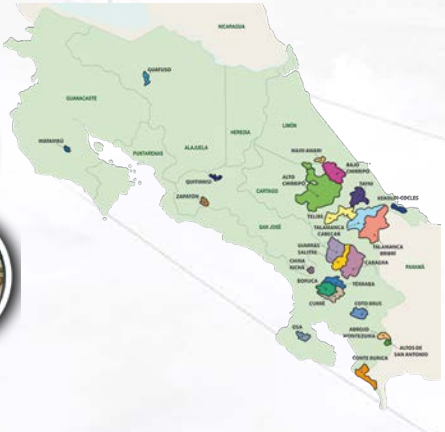 NICARAGUA
GUATUSO
GUANACASTE
LIMÓN
ALAJUELA
HEREDIA
MATAMBÚ
PUNTARENAS
NAIRI AWARI
BAJO
CHIRRIPÓ
ALTO
CHIRRIPÓ
QUITIRRISÍ
TAYNI
CARTAGO
KEKOLDI-COCLES
ZAPATÓN
TELIRE
SAN JOSÉ
TALAMANCA
CABÉCAR
TALAMANCA
BRIBRI
UJARRÁS
SALITRE
CABAGRA
CHINA
KICHÁ
PANAMÁ
BORUCA
TÉRRABA
CURRÉ
COTO BRUS
OSA
ABROJO
MONTEZUMA
ALTOS DE
SAN ANTONIO
CONTE BURICA